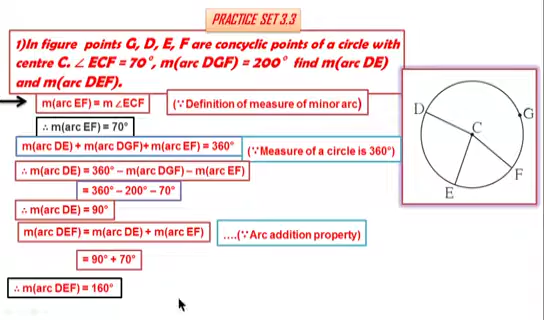 PRACTICE SET 3.3
1)In figure points G, D, E, F are concyclic points of a circle with
centre C. ∠ ECF = 70°, m(arc DGF) = 200° find m(arc DE)
and m(arc DEF).
m(arc EF) = m ∠ECF (∵ Definition of measure of minor arc)
∴ m(arc EF) = 70°
m(arc DE) + m(arc DGF)+ m(arc EF) = 360° (∵Measure of a circle is 360°)
∴ m(arc DE) = 360° – m(arc DGF) – m(arc EF)
= 360° – 200° – 70°
∴ m(arc DE) = 90°
m(arc DEF) = m(arc DE) + m(arc EF) ....(∵Arc addition property)
= 90° + 70°
∴ m(arc DEF) = 160°
D
G
C
F
E